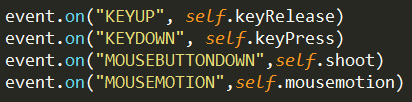 event.on("KEYUP", self.keyRelease)
event.on("KEYDOWN", self.keyPress)
event.on("MOUSEBUTTONDOWN",self.shoot)
event.on("MOUSEMOTION",self.mousemotion)